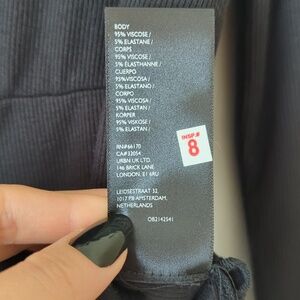 BODY
95% VISCOSE /
5% ELASTANE /
CORPS
95% VISCOSE /
5% ÉLASTHANNE /
CUERPO
95%VISCOSA /
5% ELASTANO /
CORPO
95% VISCOSA /
5% ELASTAN /
KÖRPER
95% VISKOSE /
5% ELASTAN /
RN#66170
CA#32054
URBN UK LTD.
146 BRICK LANE
LONDON. E1 6RU
LEIDSESTRAAT 32,
1017 PB AMSTERDAM,
NETHERLANDS
OB2142541
INSP.#
8